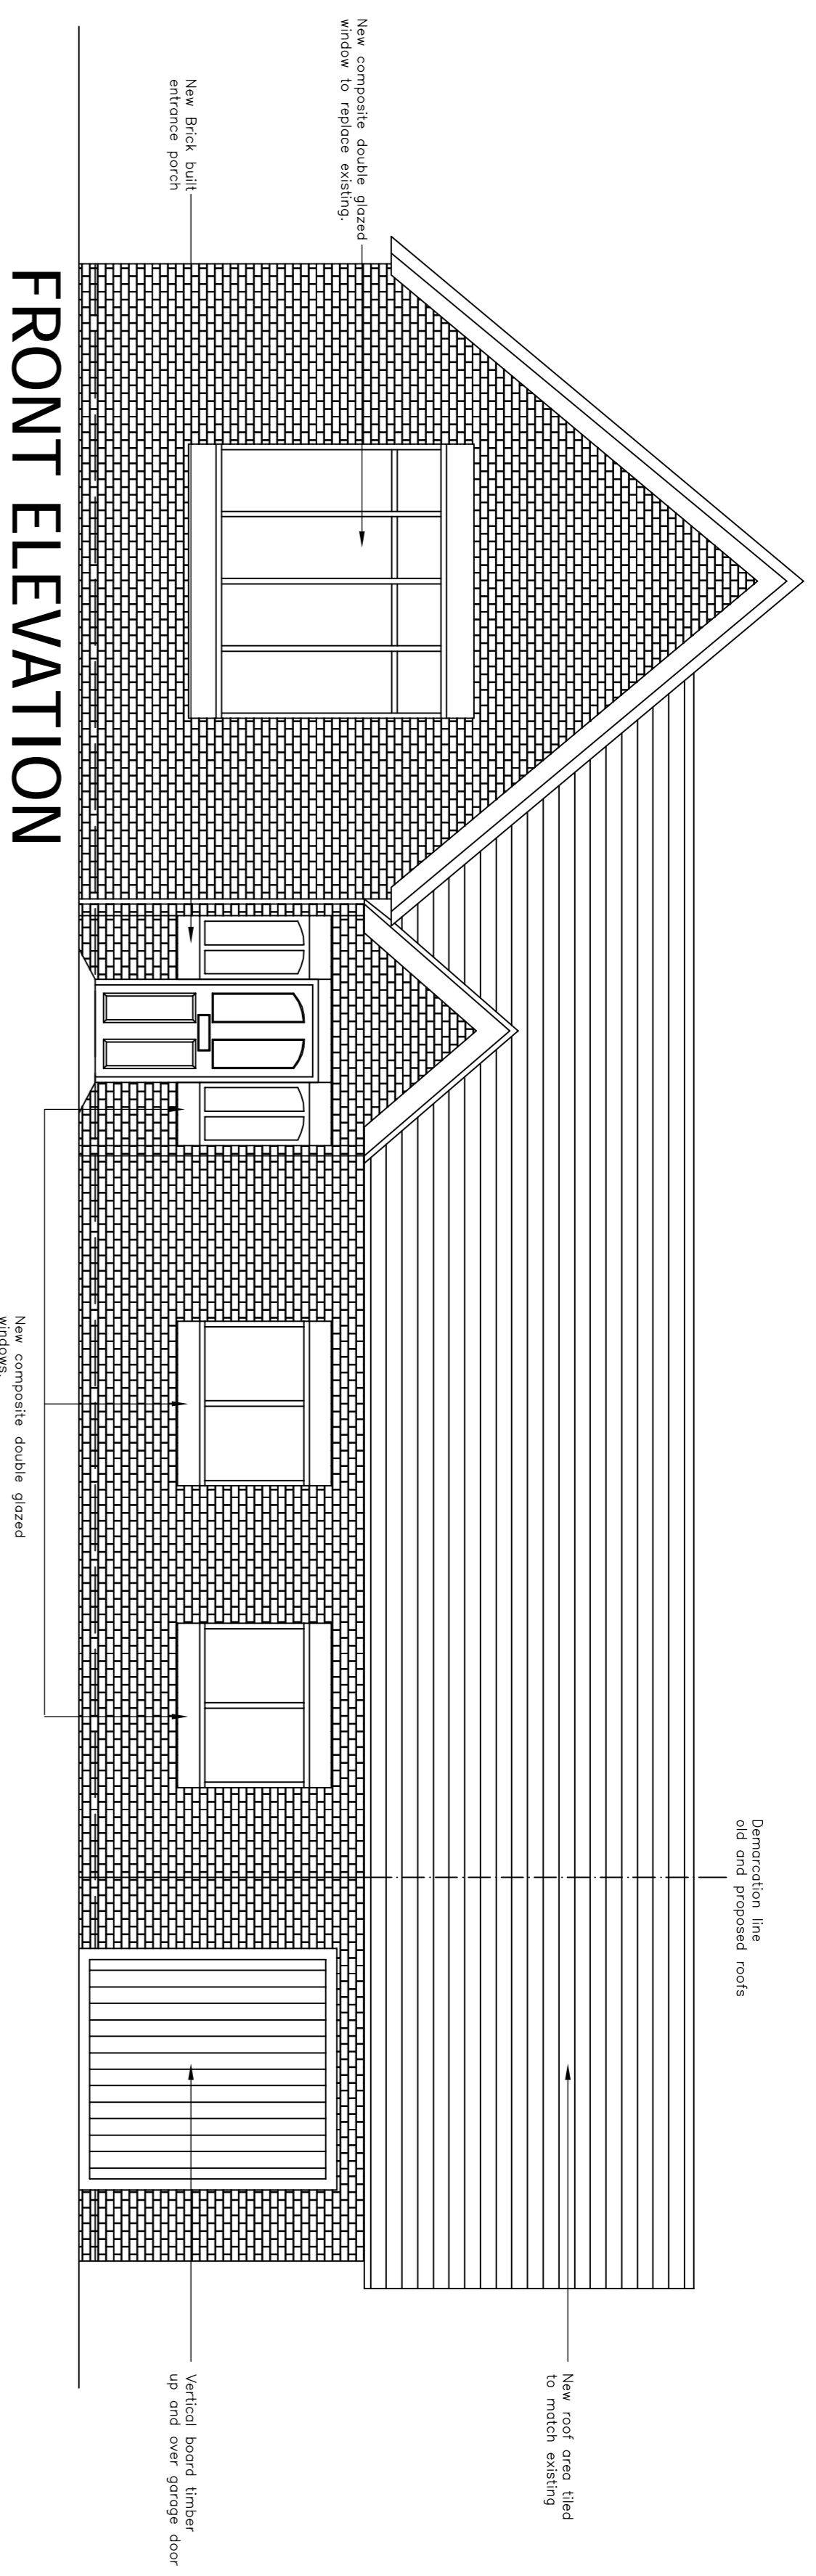 New composite double glazed
window to replace existing.
New Brick built
entrance porch
Demarcation line
old and proposed roofs
New roof area tiled
to match existing
Vertical board timber
up and over garage door
New composite double glazed
windows.
FRONT ELEVATION